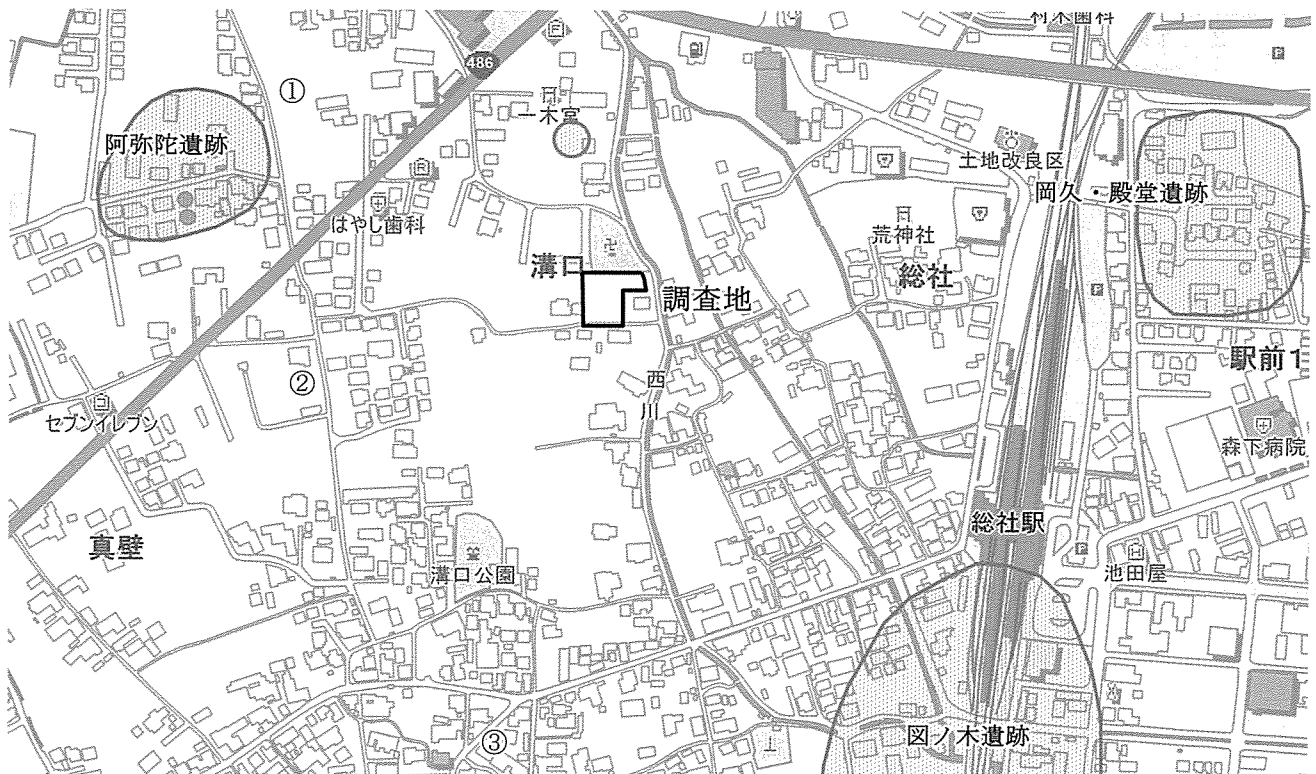 486
①
一木宮
阿弥陀遺跡
土地改良区
岡久・殿堂遺跡
はやし歯科
荒神社
溝口
総社
調査地
駅前1
②
西川
セブンイレブン
森下病院
総社駅
真壁
溝口公園
池田屋
図ノ木遺跡
③